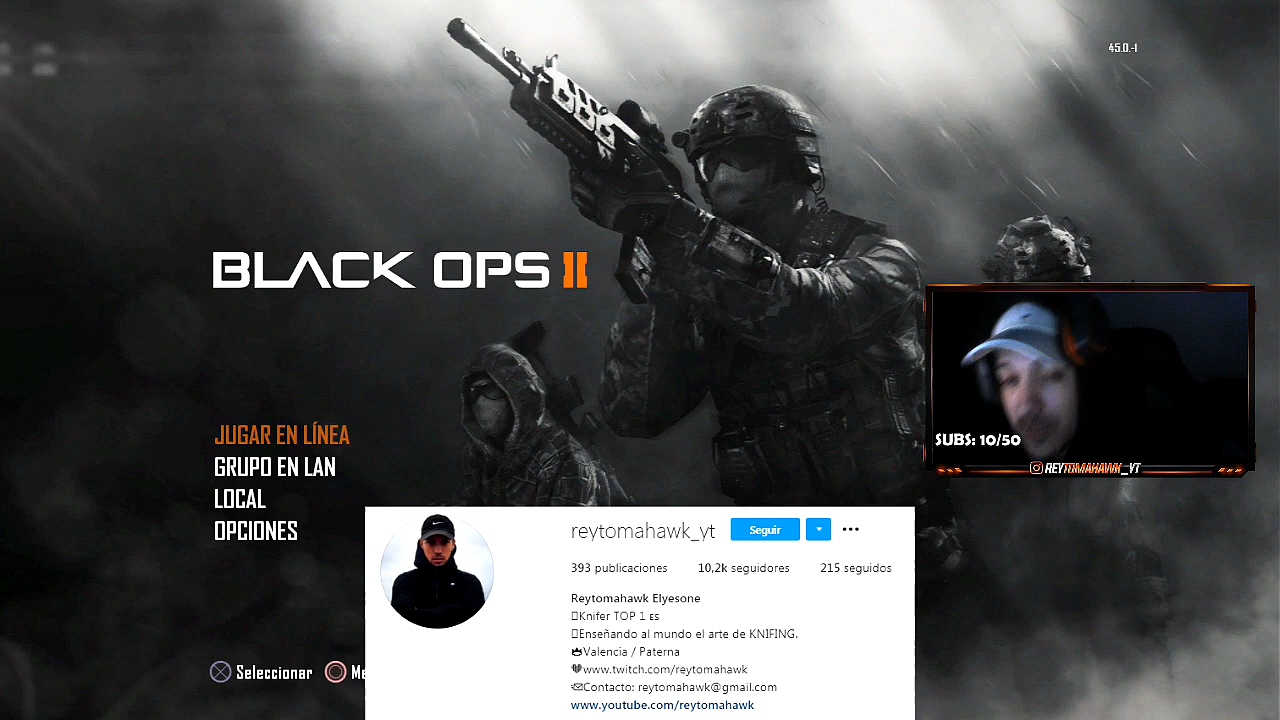 45.0.-1
BLACK OPS II
JUGAR EN LÍNEA
GRUPO EN LAN
LOCAL
OPCIONES
Seleccionar
SUBS: 10/50
REYTOMAHAWK_YT
reytomahawk_yt Seguir
393 publicaciones 10,2k seguidores 215 seguidos
Reytomahawk Elyesone
Knifer TOP 1 ES
Enseñando al mundo el arte de KNIFING.
Valencia / Paterna
www.twitch.com/reytomahawk
Contacto: reytomahawk@gmail.com
www.youtube.com/reytomahawk